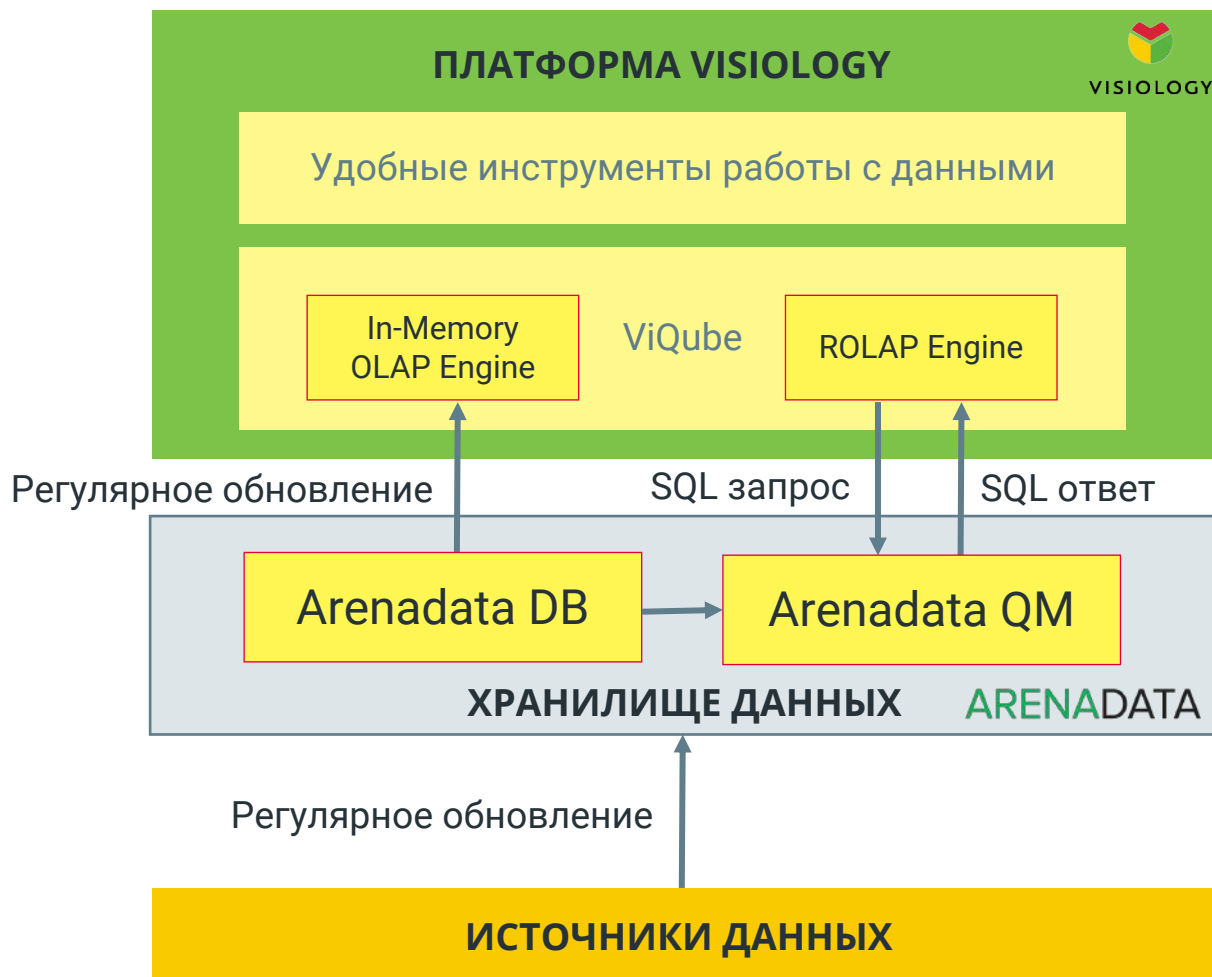 ПЛАТФОРМА VISIOLOGY
VISIOLOGY
Удобные инструменты работы с данными
In-Memory
OLAP Engine
ViQube
ROLAP Engine
Регулярное обновление
SQL запрос
SQL ответ
Arenadata DB
Arenadata QM
ХРАНИЛИЩЕ ДАННЫХ
ARENADATA
Регулярное обновление
ИСТОЧНИКИ ДАННЫХ